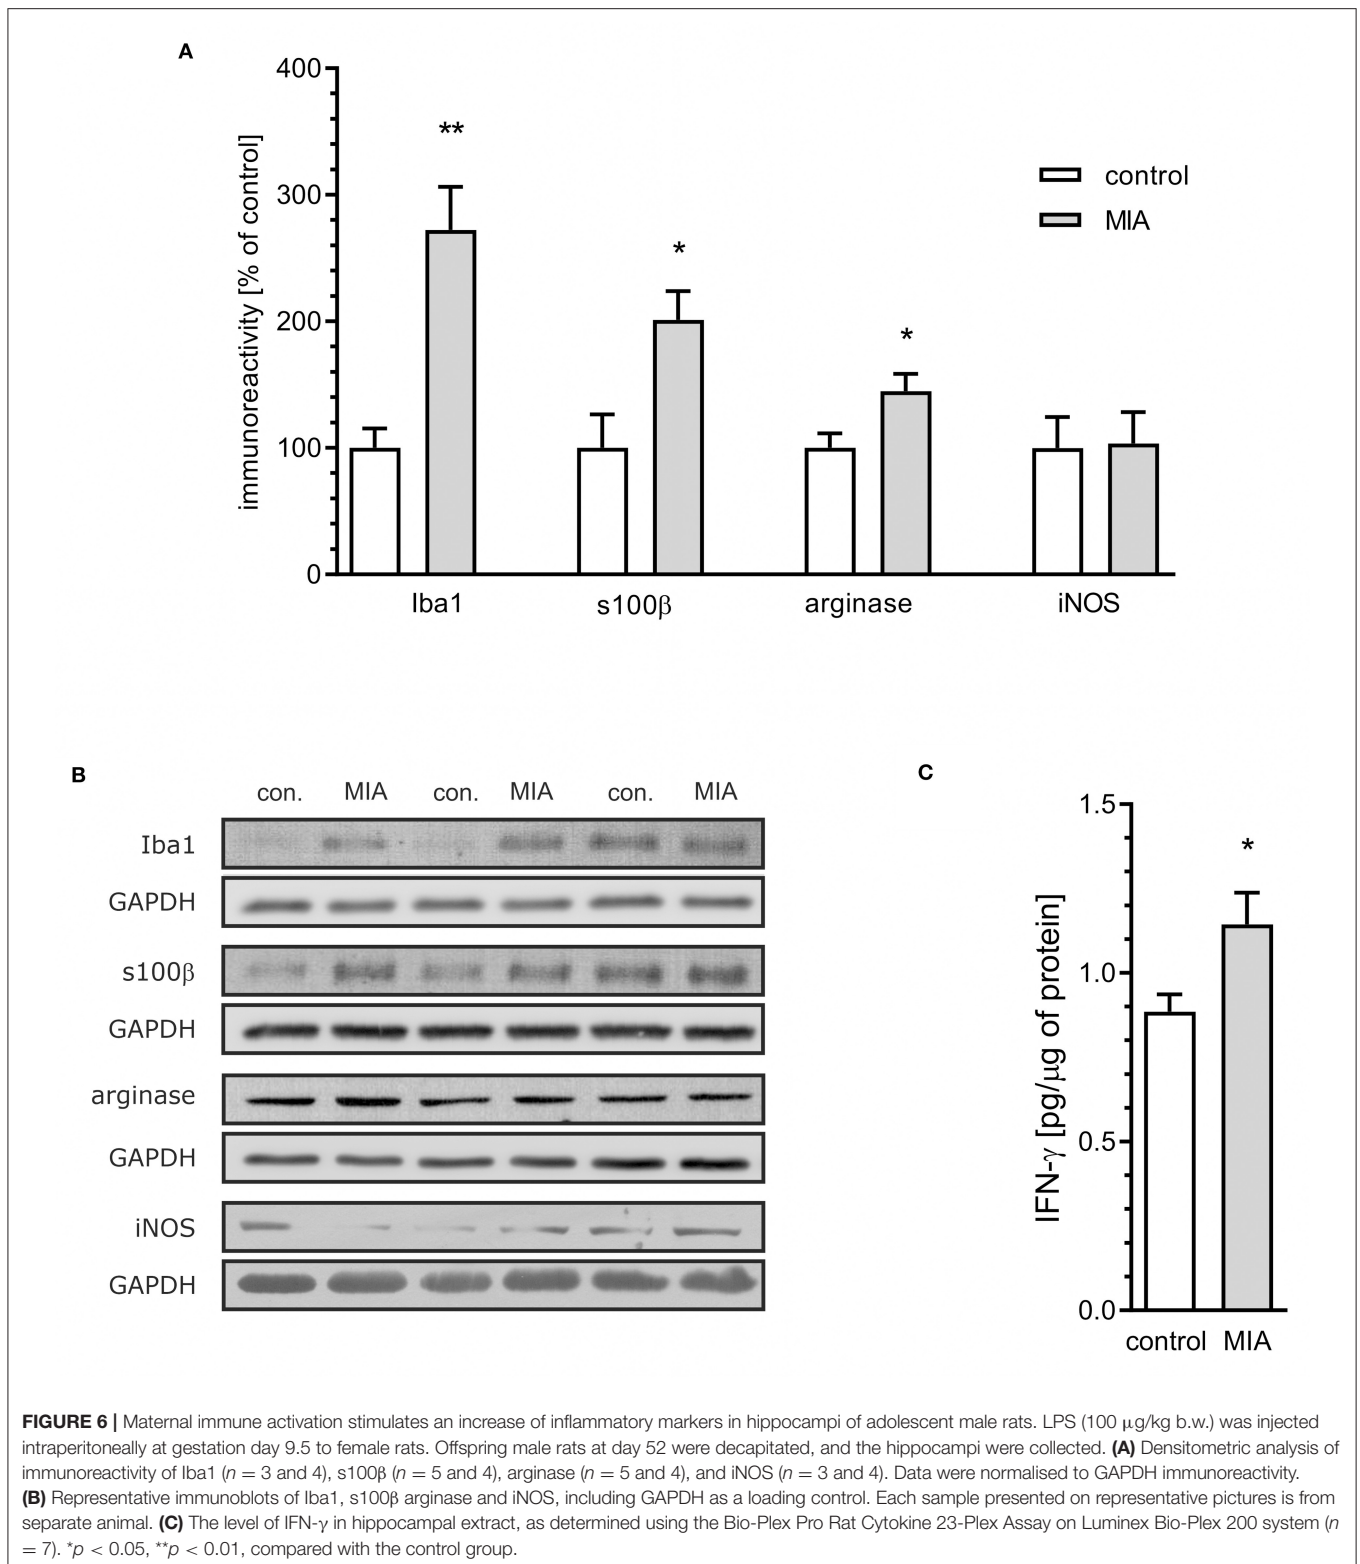 A
400
300
200
100
0
immunoreactivity [% of control]
**
*
*
control
MIA
Iba1 s100β arginase iNOS
B
con. MIA con. MIA con. MIA
Iba1
GAPDH
s100β
GAPDH
arginase
GAPDH
iNOS
GAPDH
C
1.5
1.0
0.5
0.0
IFN-γ [pg/μg of protein]
*
control MIA
FIGURE 6 | Maternal immune activation stimulates an increase of inflammatory markers in hippocampi of adolescent male rats. LPS (100 μg/kg b.w.) was injected
intraperitoneally at gestation day 9.5 to female rats. Offspring male rats at day 52 were decapitated, and the hippocampi were collected. (A) Densitometric analysis of
immunoreactivity of Iba1 (n = 3 and 4), s100β (n = 5 and 4), arginase (n = 5 and 4), and iNOS (n = 3 and 4). Data were normalised to GAPDH immunoreactivity.
(B) Representative immunoblots of Iba1, s100β arginase and iNOS, including GAPDH as a loading control. Each sample presented on representative pictures is from
separate animal. (C) The level of IFN-γ in hippocampal extract, as determined using the Bio-Plex Pro Rat Cytokine 23-Plex Assay on Luminex Bio-Plex 200 system (n
= 7). *p < 0.05, **p < 0.01, compared with the control group.